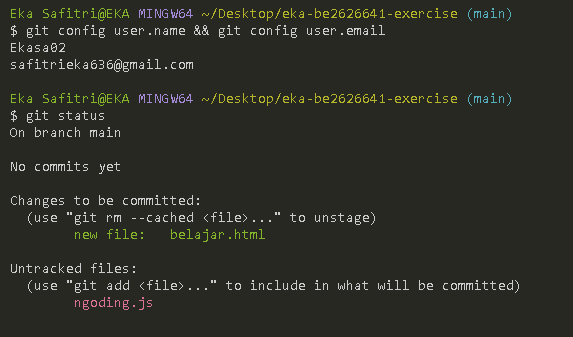 Eka Safitri@EKA MINGW64 ~/Desktop/eka-be2626641-exercise (main)
$ git config user.name && git config user.email
Ekasa02
safitrieka636@gmail.com
Eka Safitri@EKA MINGW64 ~/Desktop/eka-be2626641-exercise (main)
$ git status
On branch main
No commits yet
Changes to be committed:
(use "git rm --cached <file>..." to unstage)
new file:   belajar.html
Untracked files:
(use "git add <file>..." to include in what will be committed)
ngoding.js